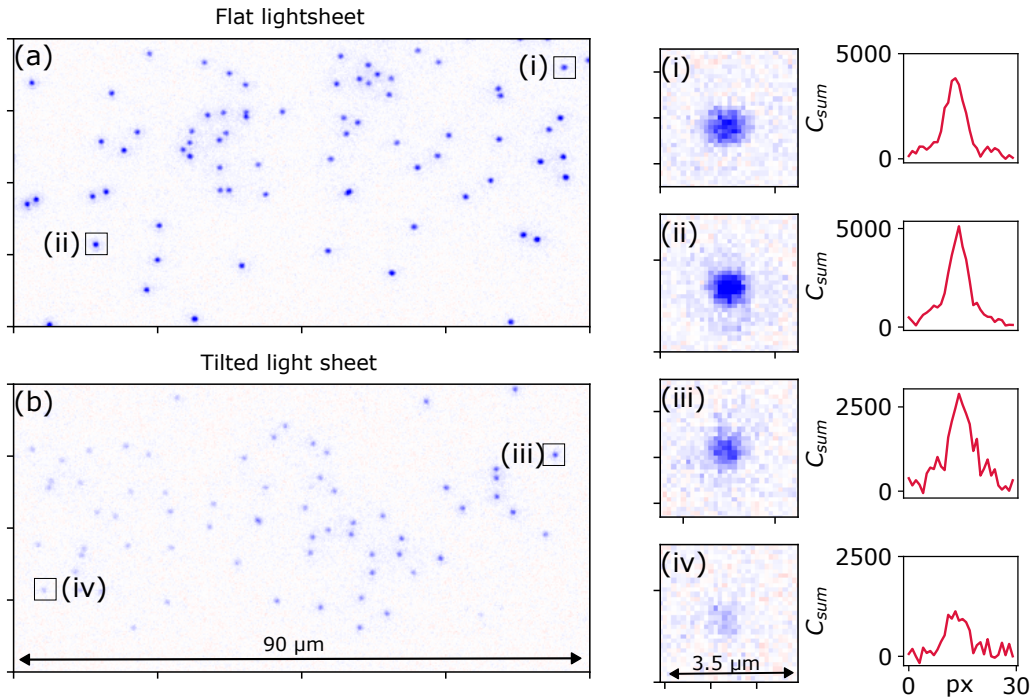 Flat lightsheet
(a)
(i)
(ii)
Tilted light sheet
(b)
(iii)
(iv)
90 µm
(i)
5000
0
C_sum
(ii)
5000
0
C_sum
(iii)
2500
0
C_sum
(iv)
3.5 µm
2500
0
C_sum
0 px 30